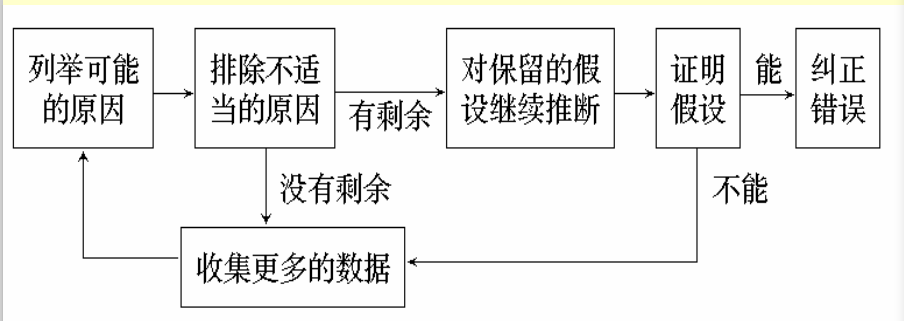 列举可能
的原因
排除不适
当的原因
有剩余
对保留的假
设继续推断
证明
假设
能
纠正
错误
没有剩余
不能
收集更多的数据